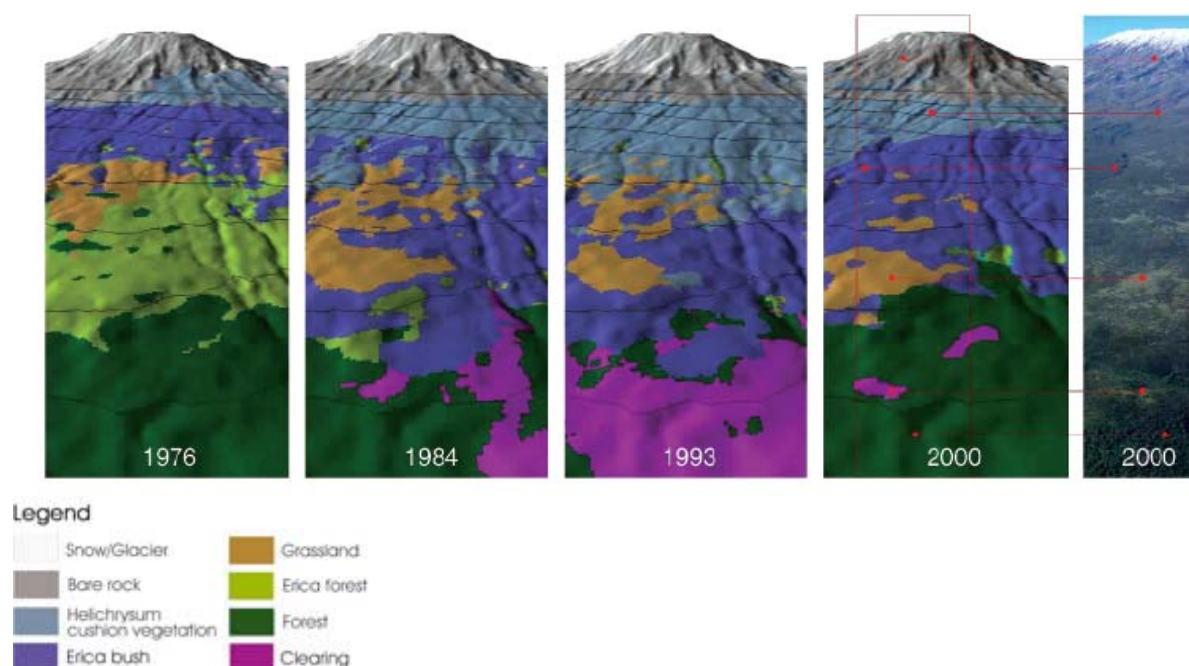 1976
1984
1993
2000
2000
Legend
Snow/Glacier
Bare rock
Helichrysum
cushion vegetation
Erica bush
Grassland
Erica forest
Forest
Clearing